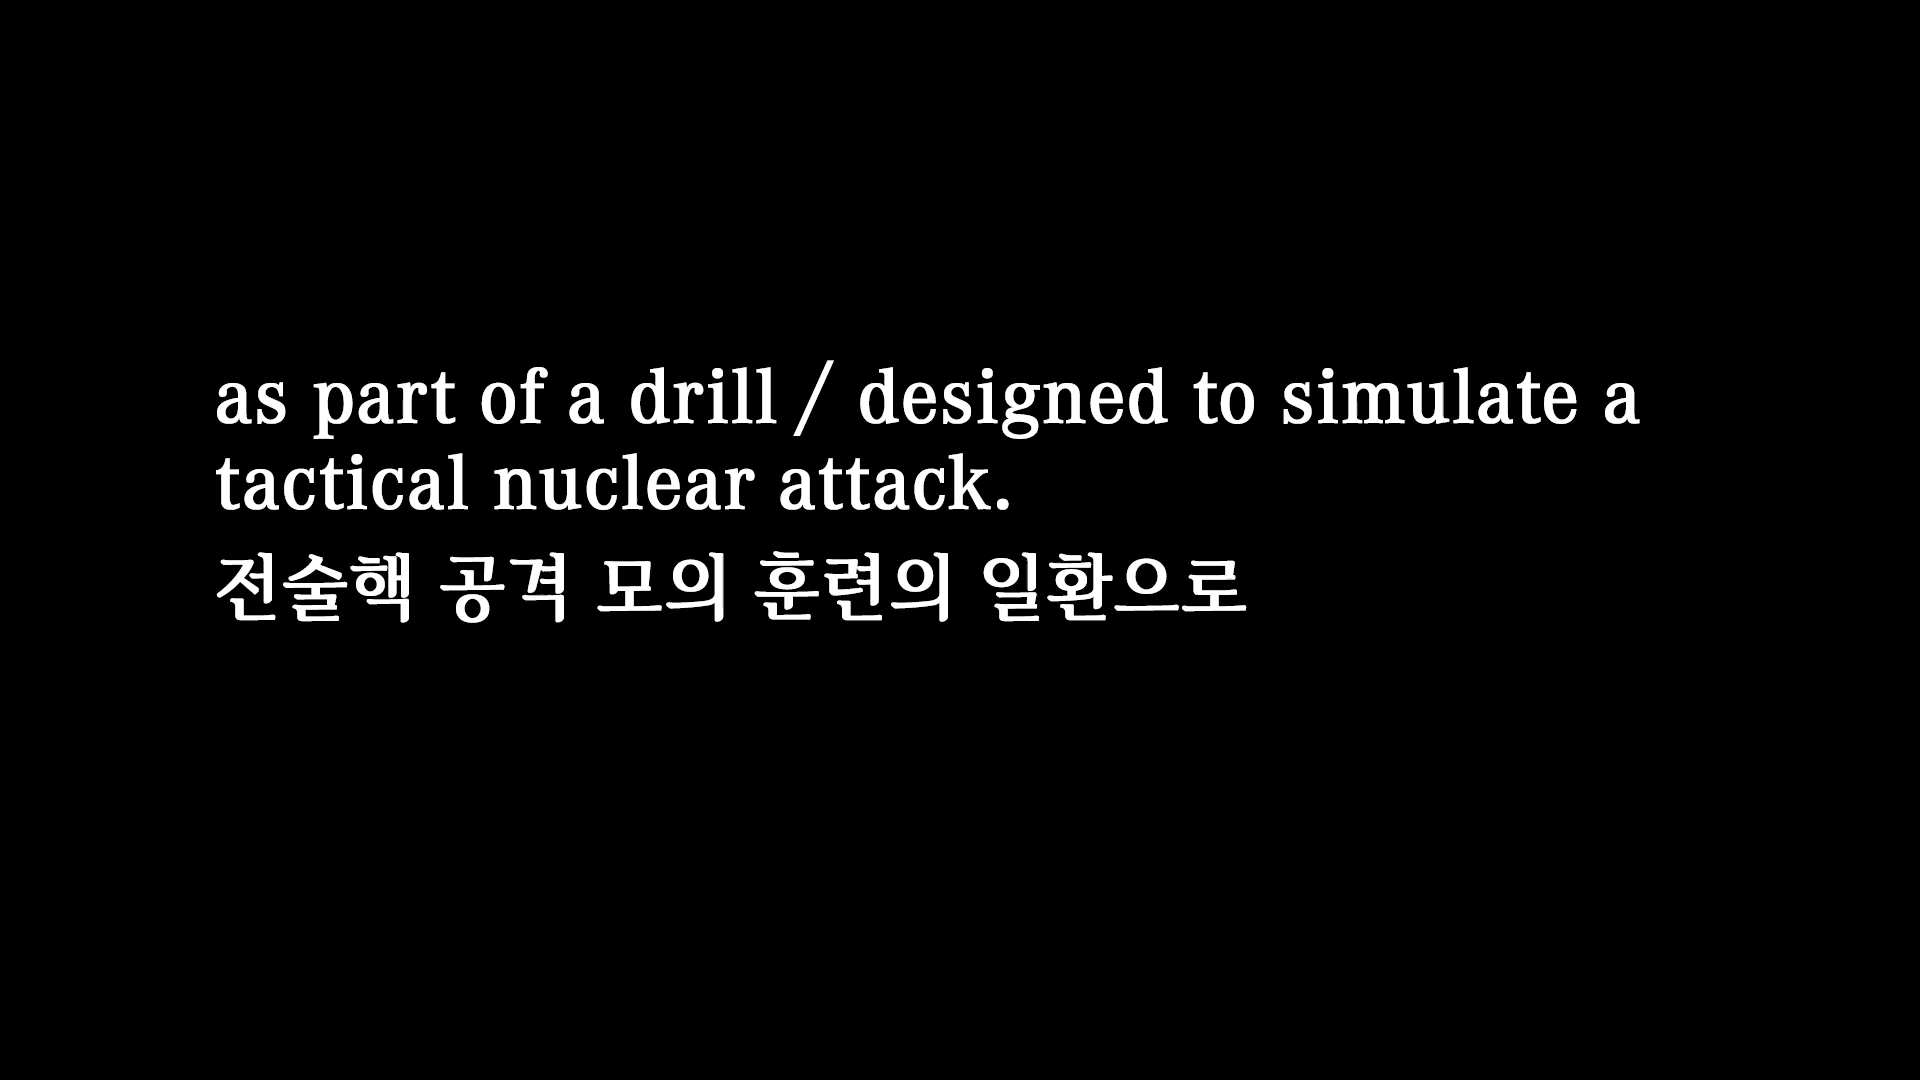 as part of a drill / designed to simulate a
tactical nuclear attack.
전술핵 공격 모의 훈련의 일환으로